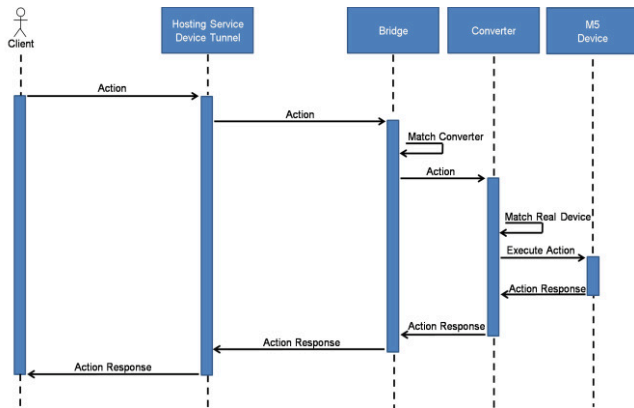 Client
Hosting Service
Device Tunnel
Bridge
Converter
M5
Device
Action
Action
Match Converter
Action
Match Real Device
Execute Action
Action Response
Action Response
Action Response
Action Response